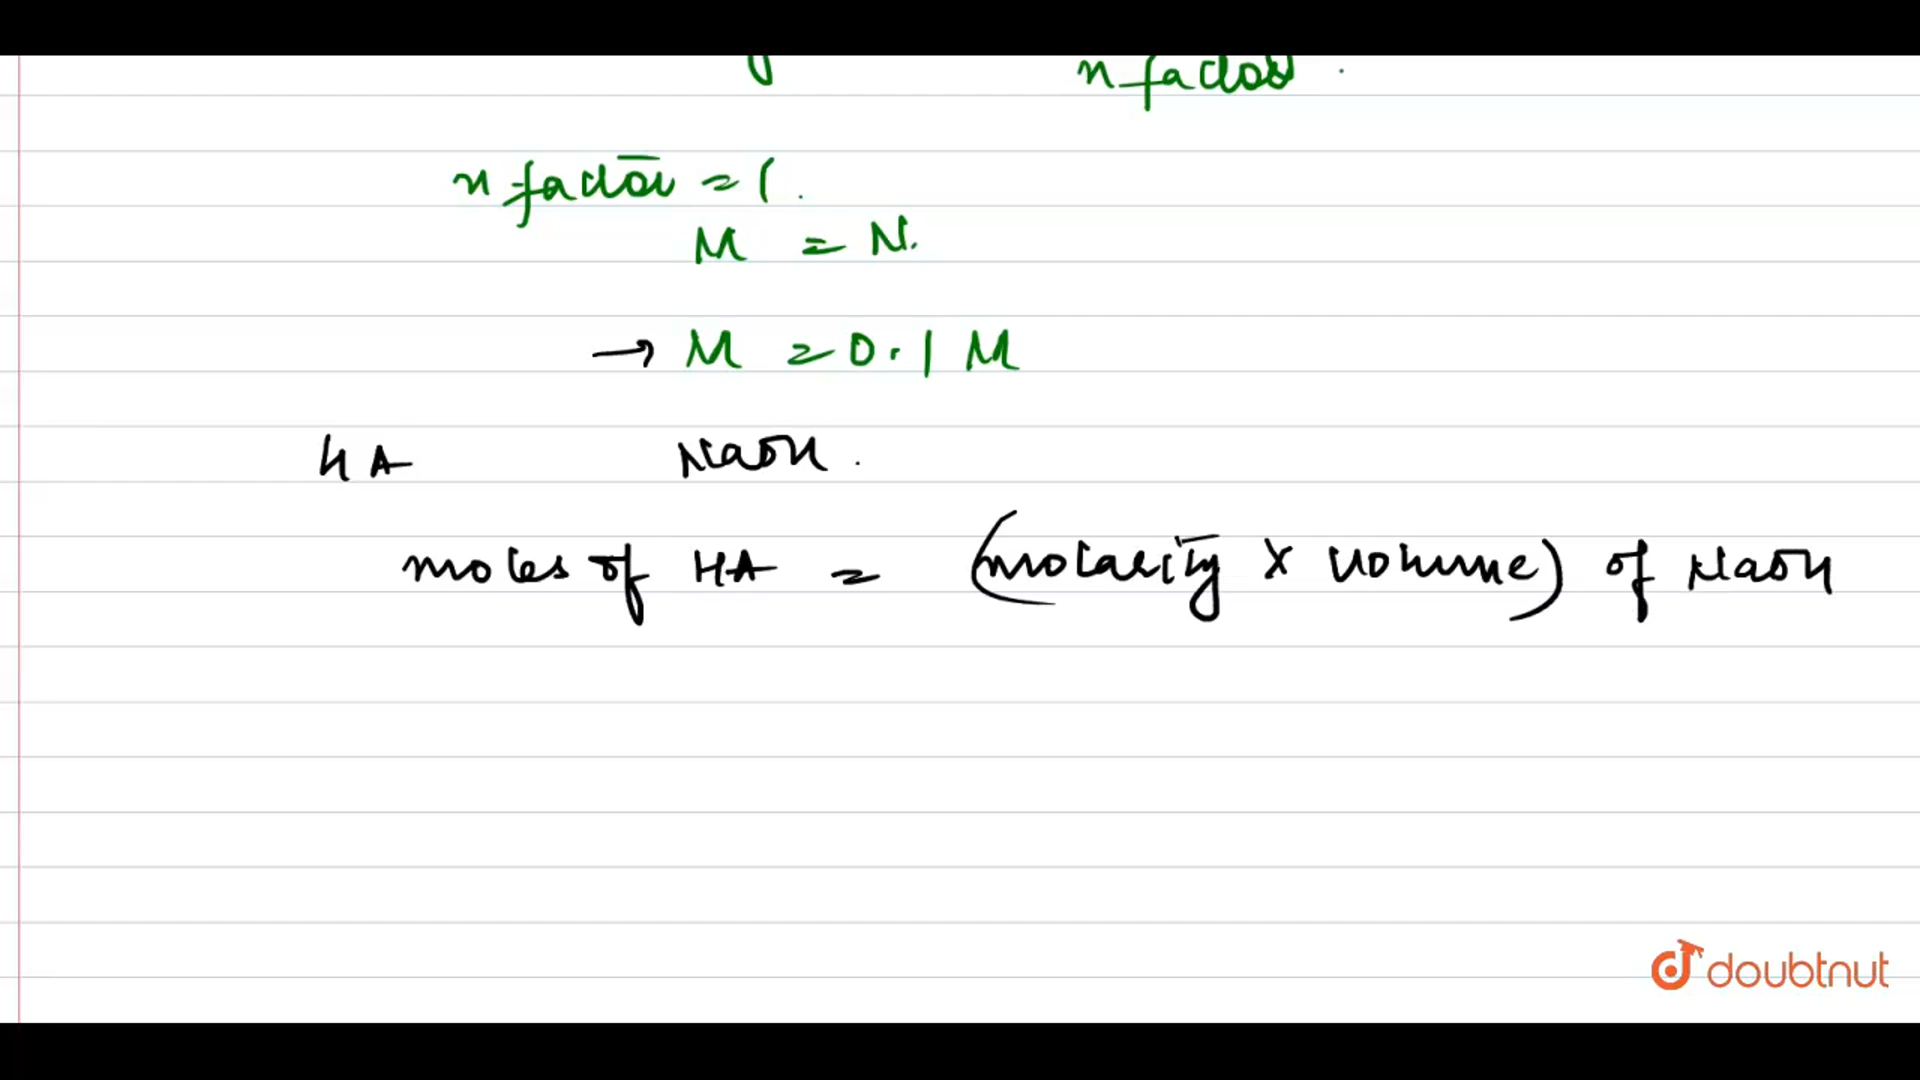 n factor.
n factor = 1.
M = N.
→ M = 0.1 M
HA NaOH.
moles of HA = (molarity x volume) of NaOH
doubtnut